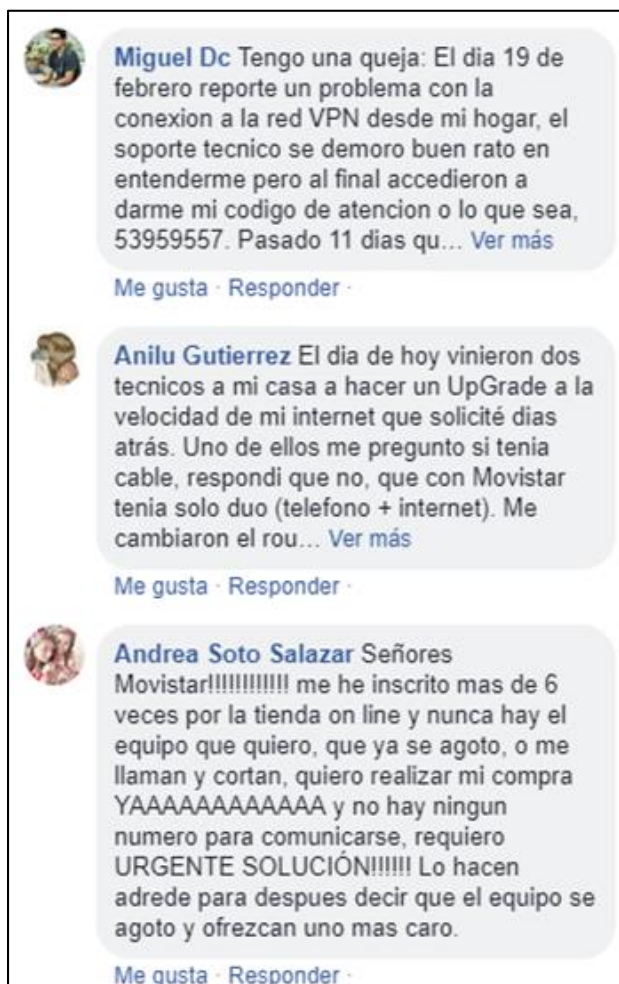 Miguel Dc Tengo una queja: El dia 19 de
febrero reporte un problema con la
conexion a la red VPN desde mi hogar, el
soporte tecnico se demoro buen rato en
entenderme pero al final accedieron a
darme mi codigo de atencion o lo que sea,
53959557. Pasado 11 dias qu... Ver más
Me gusta · Responder ·
Anilu Gutierrez El dia de hoy vinieron dos
tecnicos a mi casa a hacer un UpGrade a la
velocidad de mi internet que solicité dias
atrás. Uno de ellos me pregunto si tenia
cable, respondi que no, que con Movistar
tenia solo duo (telefono + internet). Me
cambiaron el rou... Ver más
Me gusta · Responder ·
Andrea Soto Salazar Señores
Movistar!!!!!!!!!!!! me he inscrito mas de 6
veces por la tienda on line y nunca hay el
equipo que quiero, que ya se agoto, o me
llaman y cortan, quiero realizar mi compra
YAAAAAAAAAAAA y no hay ningun
numero para comunicarse, requiero
URGENTE SOLUCIÓN!!!!!! Lo hacen
adrede para despues decir que el equipo se
agoto y ofrezcan uno mas caro.
Me gusta · Responder ·